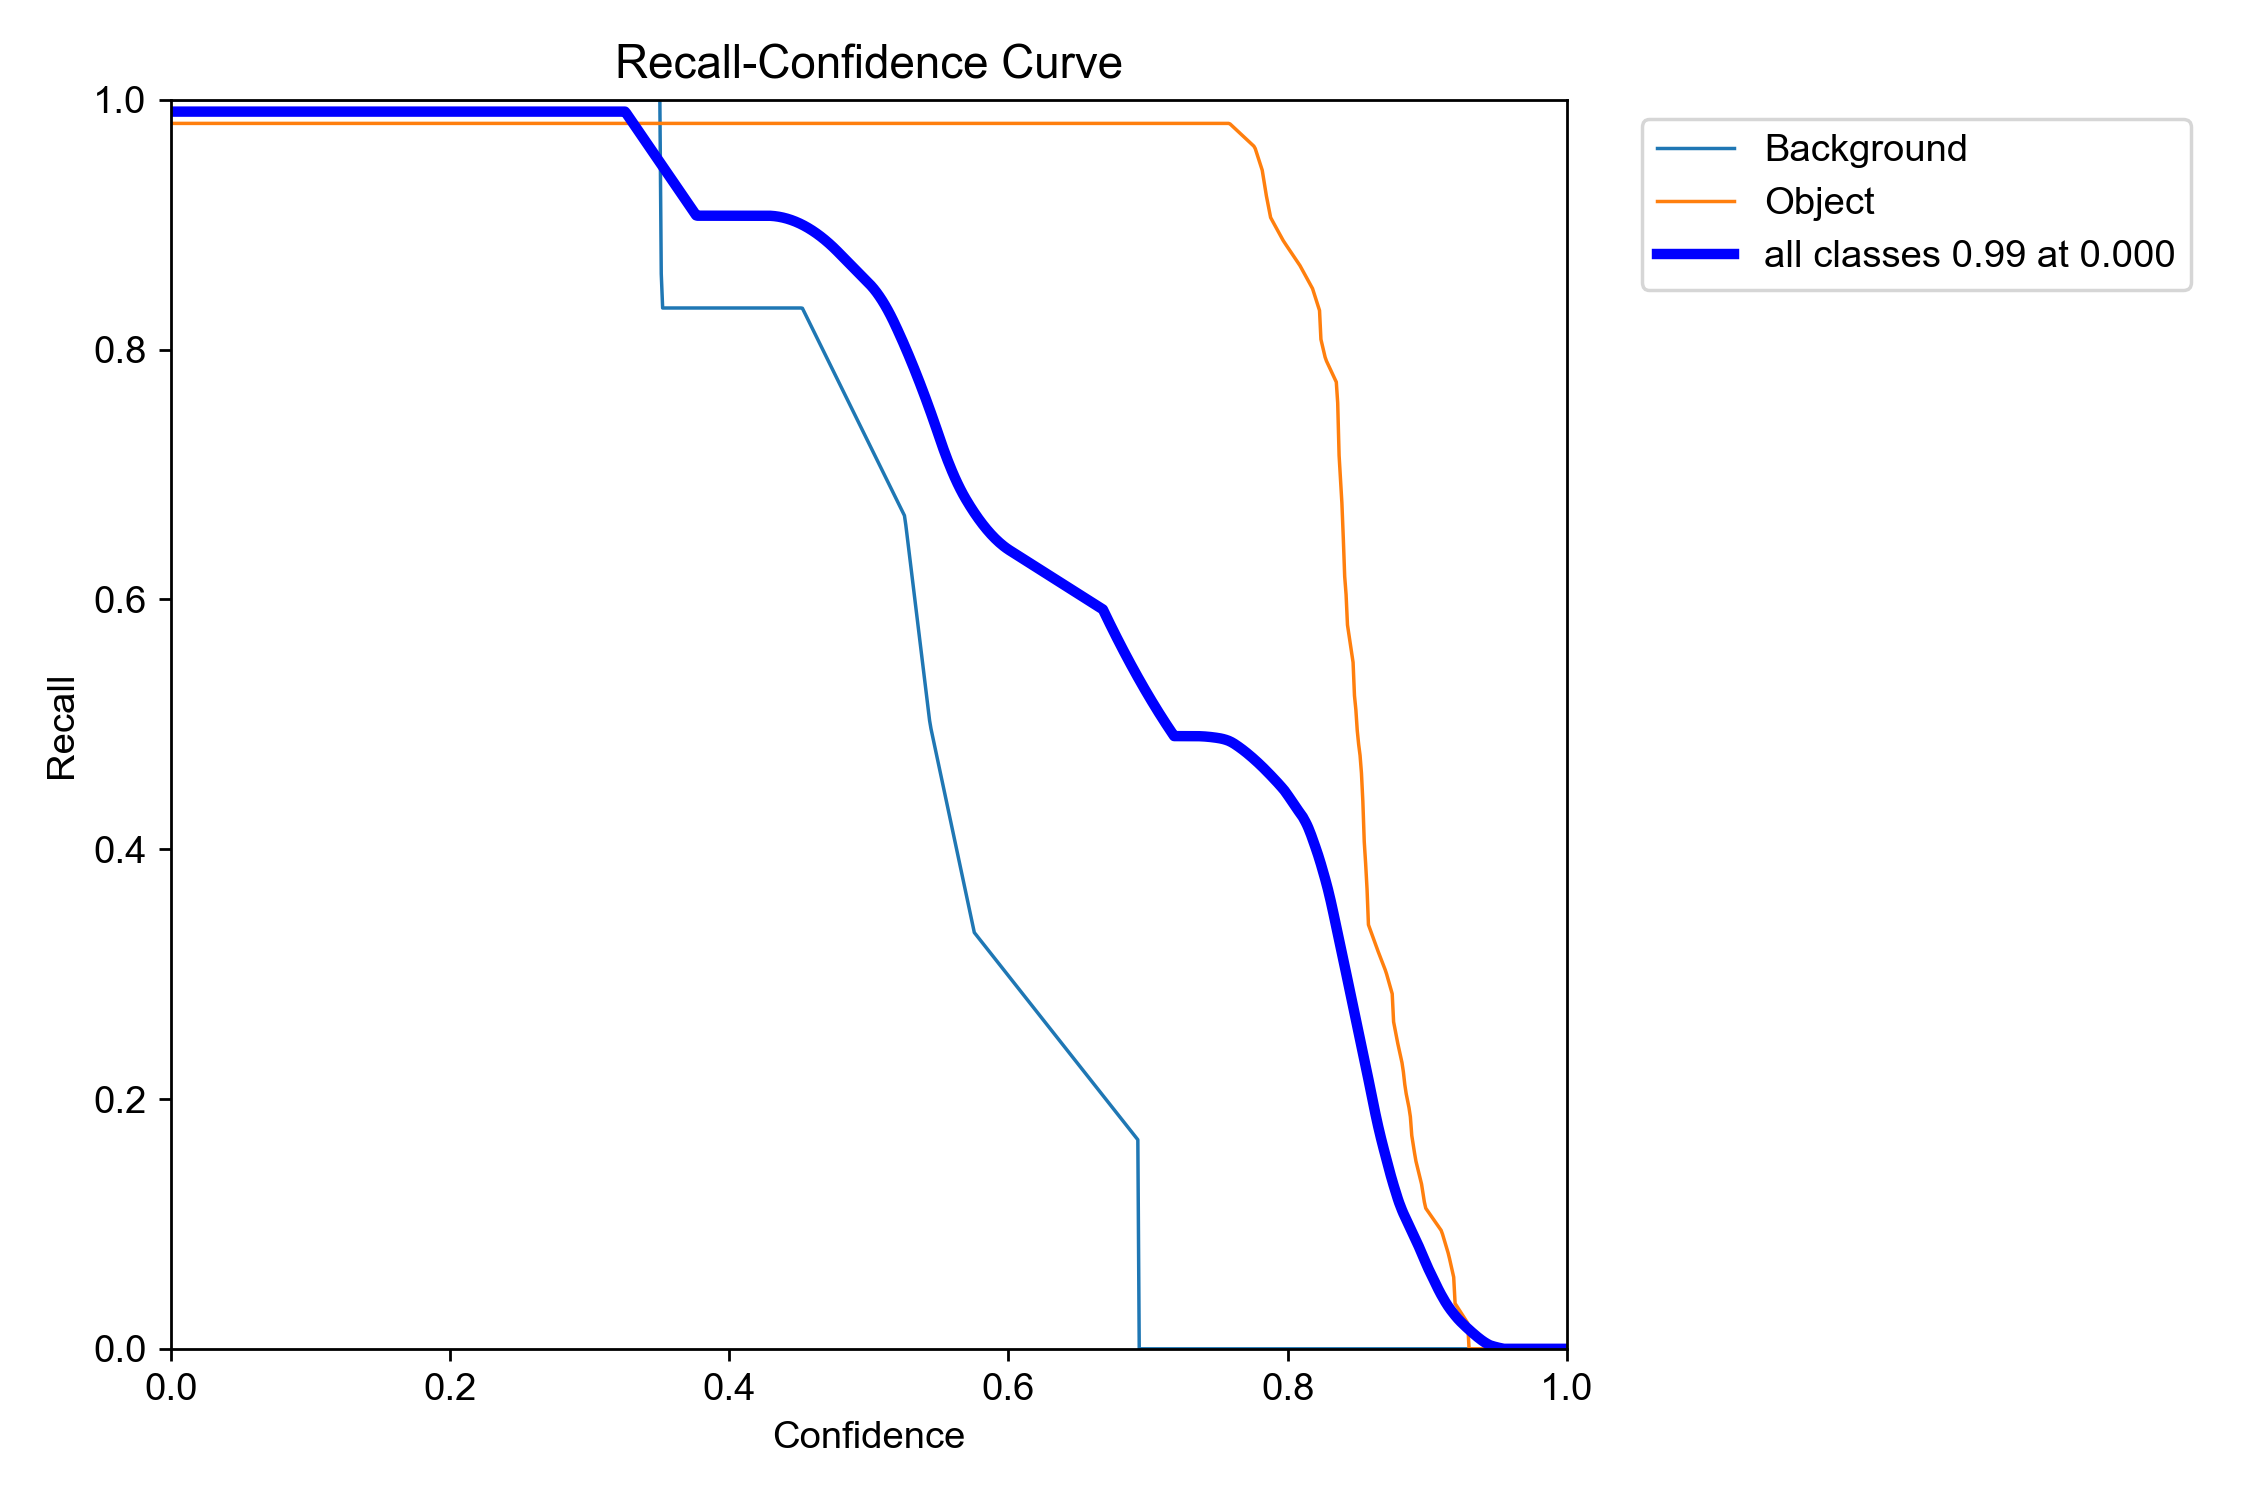 Recall-Confidence Curve
1.0
0.8
0.6
0.4
0.2
0.0
Recall
0.0 0.2 0.4 0.6 0.8 1.0
Confidence
Background
Object
all classes 0.99 at 0.000